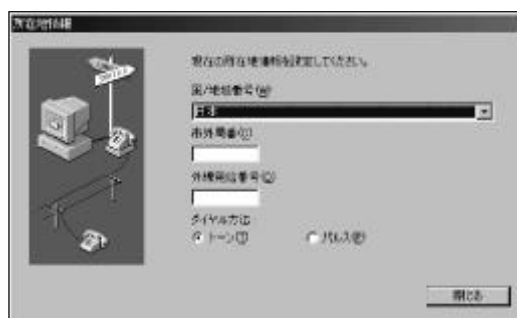 所在地情報
現在の所在地情報を設定してください。
国/地域番号(W)
日本
市外局番(C)
外線発信番号(O)
ダイヤル方法:
トーン(T) パルス(P)
閉じる